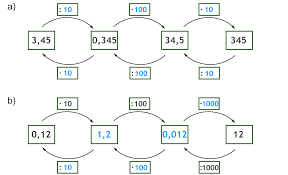 a)
: 10 · 100 · 10
3,45 0,345 34,5 345
· 10 : 100 : 10
b)
· 10 : 100 ·1000
0,12 1,2 0,012 12
: 10 · 100 :1000